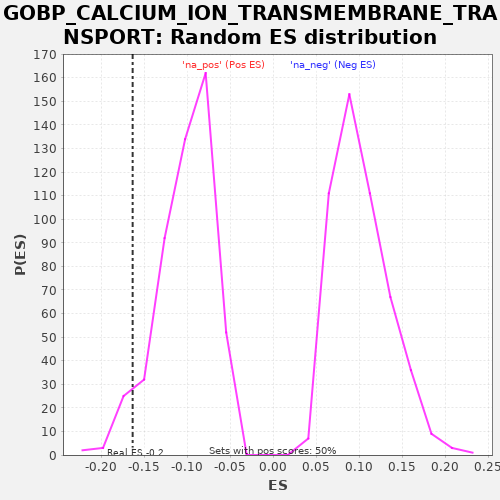 GOBP_CALCIUM_ION_TRANSMEMBRANE_TRA
NSPORT: Random ES distribution
'na_pos' (Pos ES) 'na_neg' (Neg ES)
170
160
150
140
130
120
110
100
90
80
70
60
50
40
30
20
10
0
P(ES)
Real ES -0.2
Sets with pos scores: 50%
-0.20 -0.15 -0.10 -0.05 0.00 0.05 0.10 0.15 0.20 0.25
ES